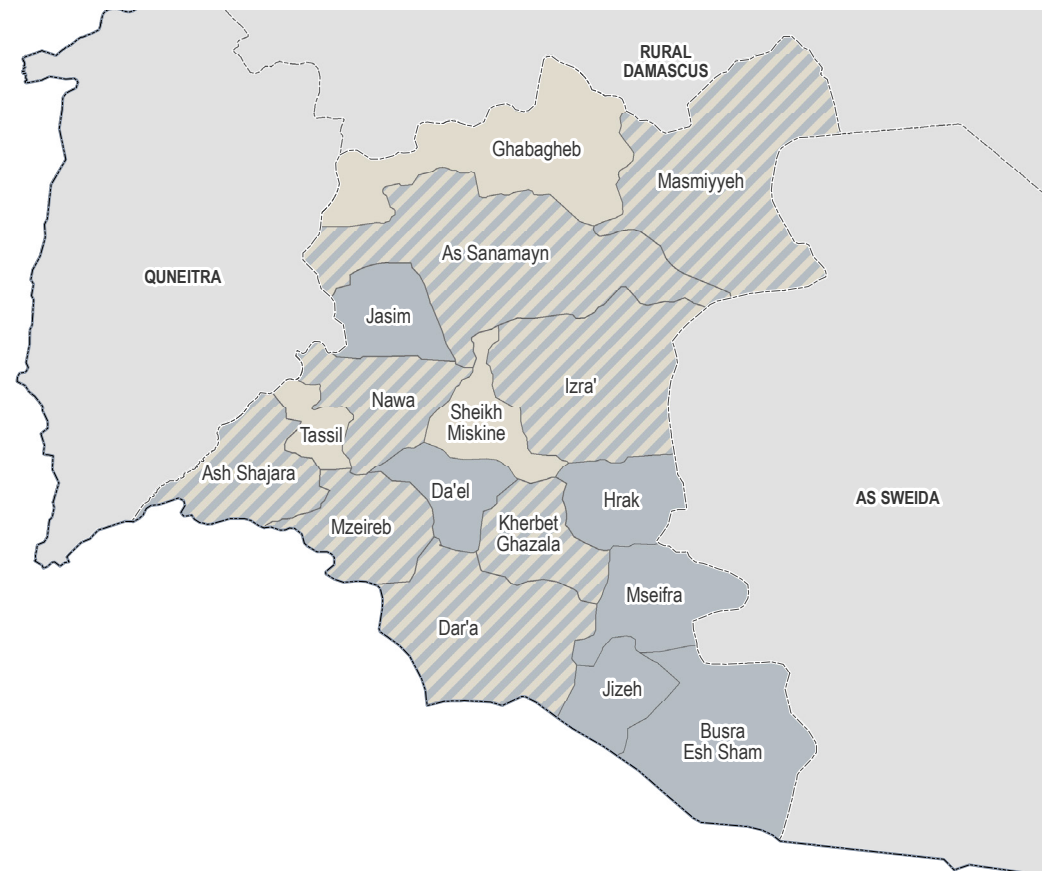 RURAL
DAMASCUS
Ghabagheb
Masmiyyeh
As Sanamayn
QUNEITRA
Jasim
Izra'
Nawa
Sheikh
Miskine
Tassil
Ash Shajara
Da'el
Hrak
AS SWEIDA
Mzeireb
Kherbet
Ghazala
Mseifra
Dar'a
Jizeh
Busra
Esh Sham